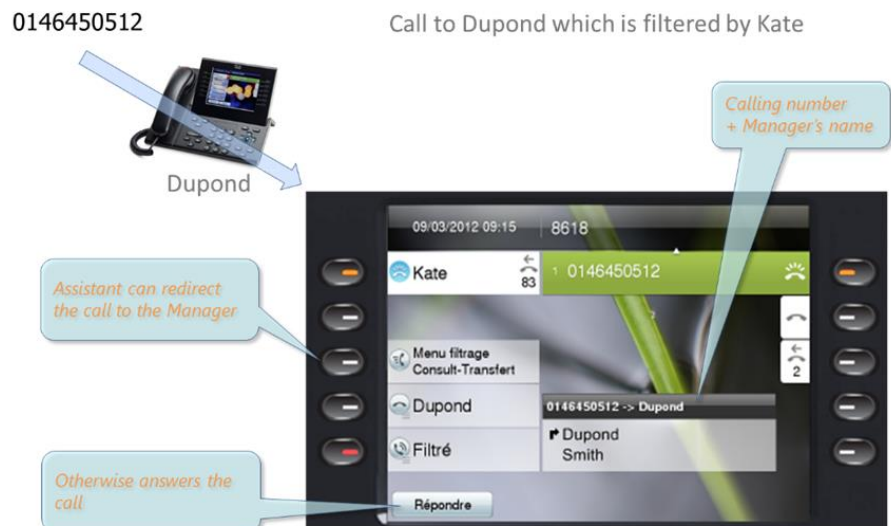 0146450512
Call to Dupond which is filtered by Kate
Calling number
+ Manager's name
Dupond
09/03/2012 09:15
8618
Kate
83
1 0146450512
Assistant can redirect
the call to the Manager
2
Menu filtrage
Consult-Transfert
2
Dupond
0146450512 -> Dupond
Dupond
Smith
Filtré
Otherwise answers the
call
Répondre